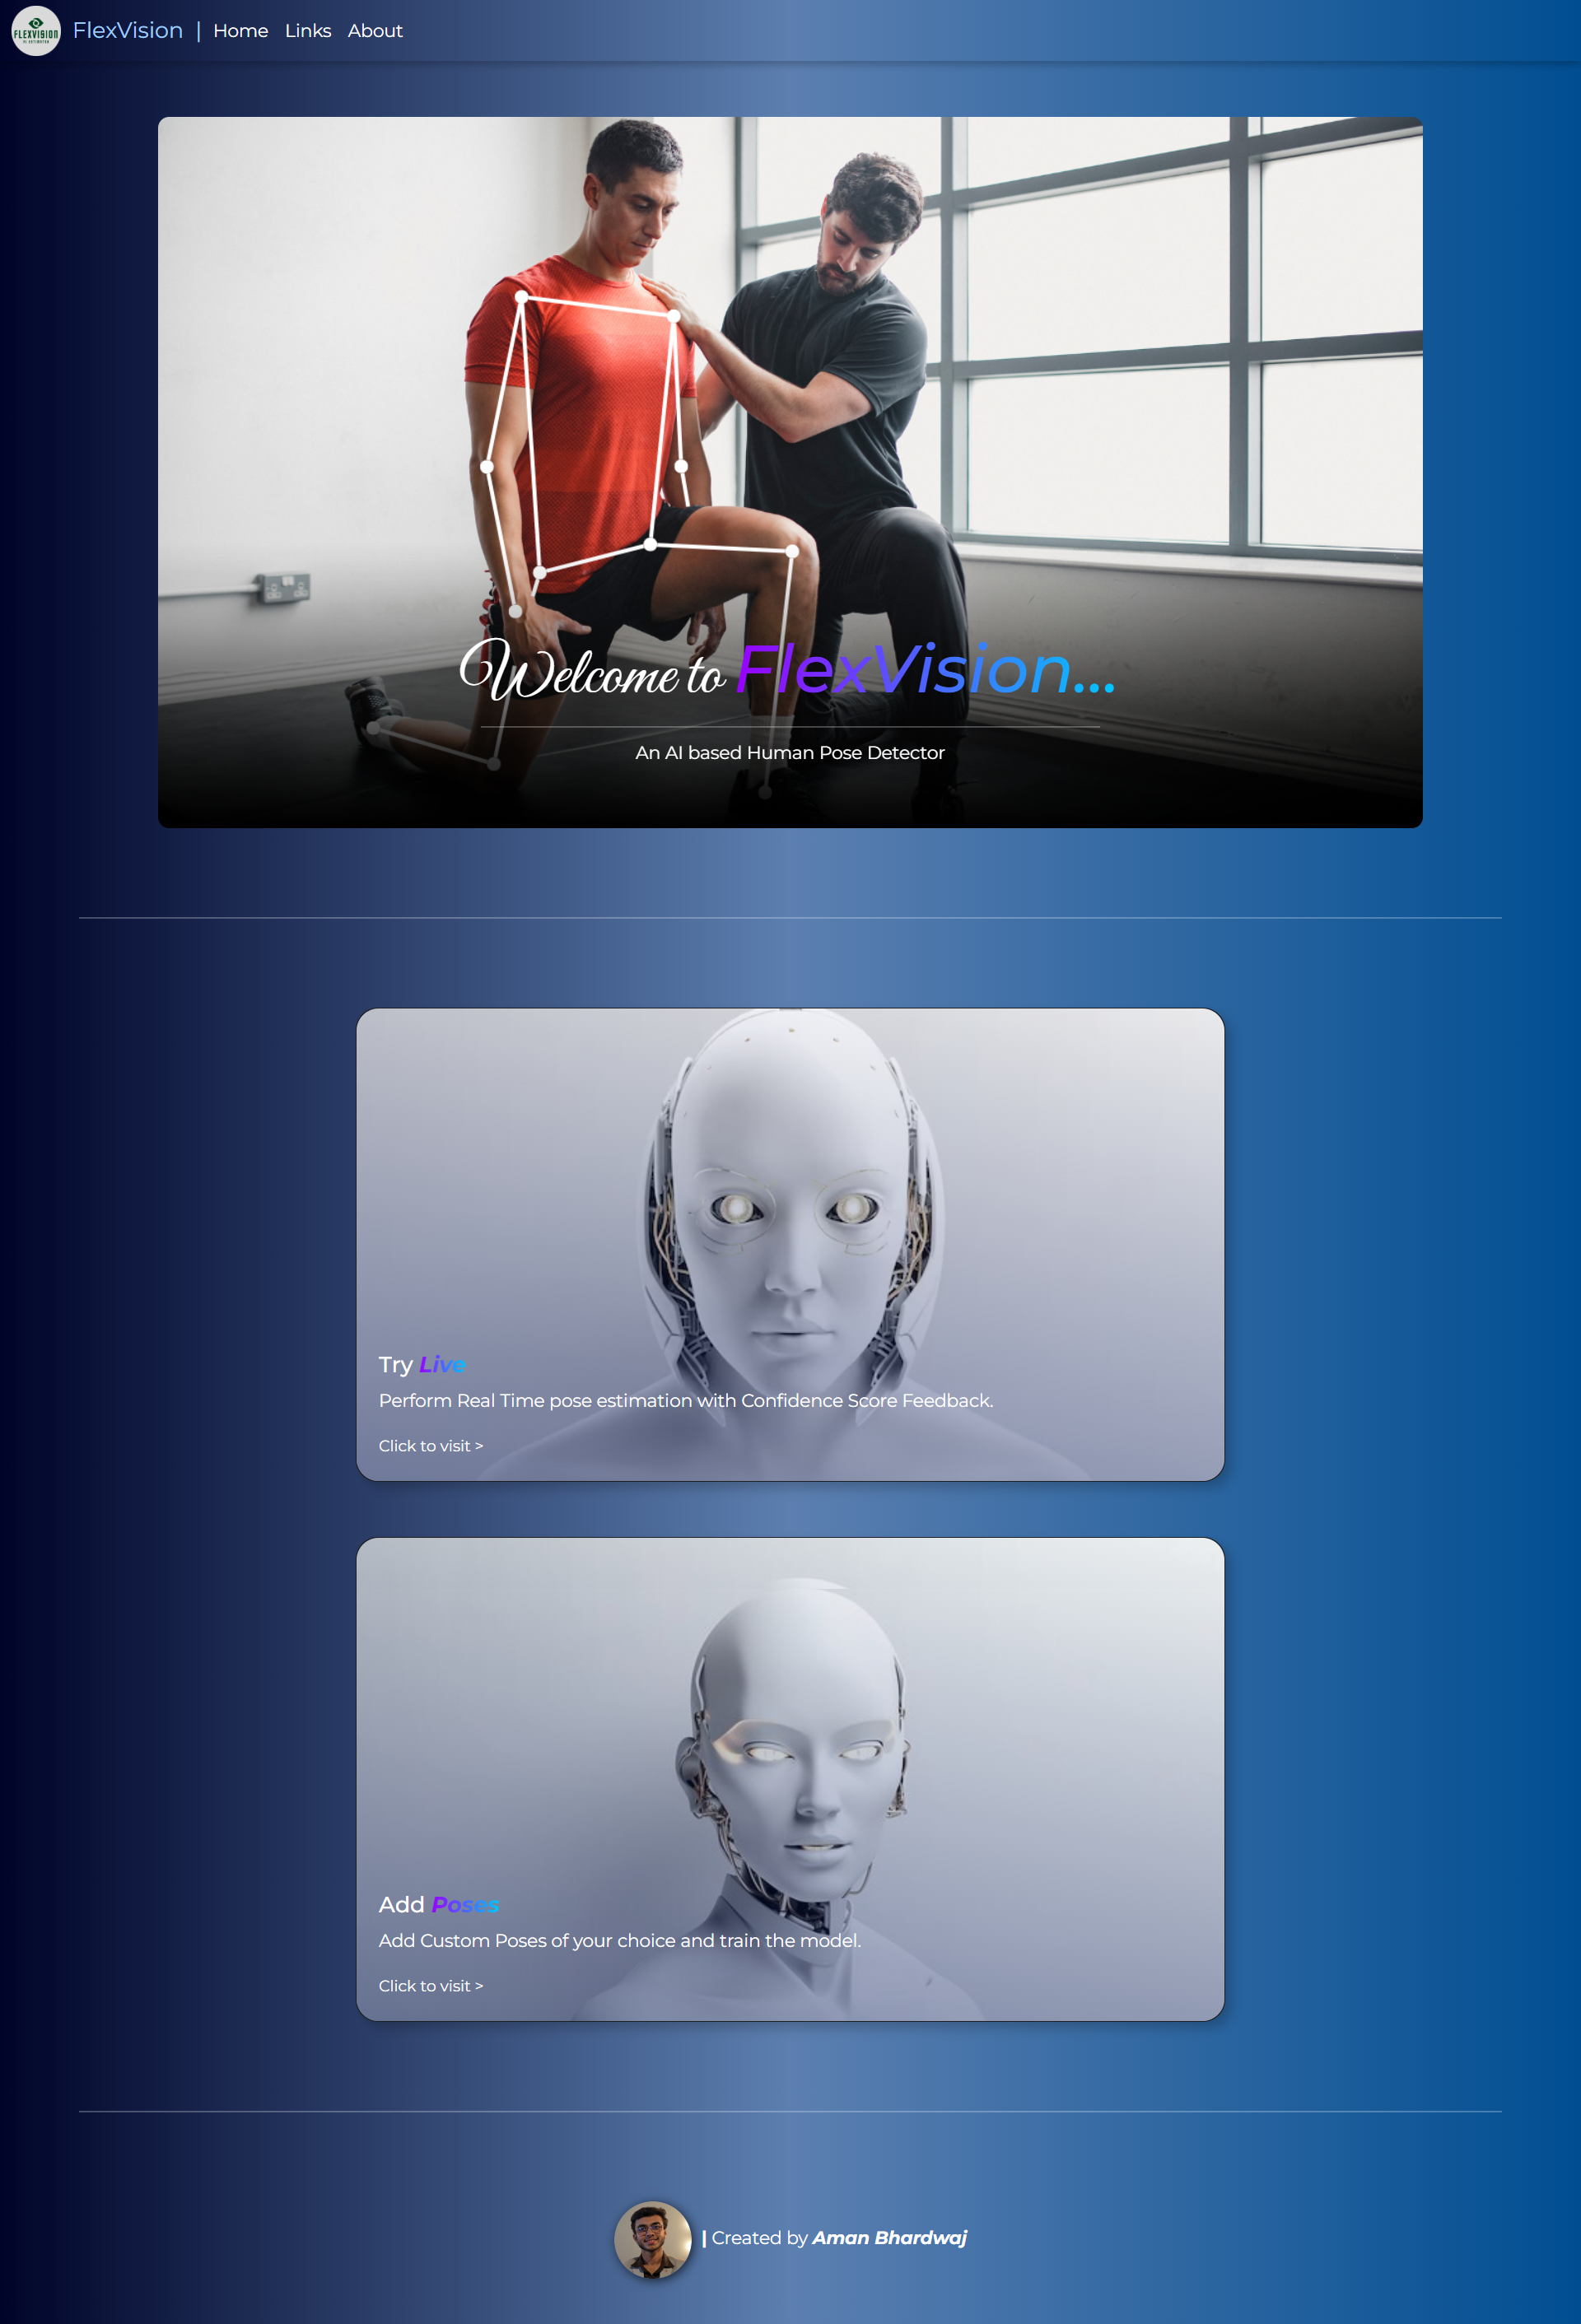 FLEXVISION
FlexVision | Home Links About
Welcome to FlexVision...
An AI based Human Pose Detector
Try Live
Perform Real Time pose estimation with Confidence Score Feedback.
Click to visit >
Add Poses
Add Custom Poses of your choice and train the model.
Click to visit >
| Created by Aman Bhardwaj